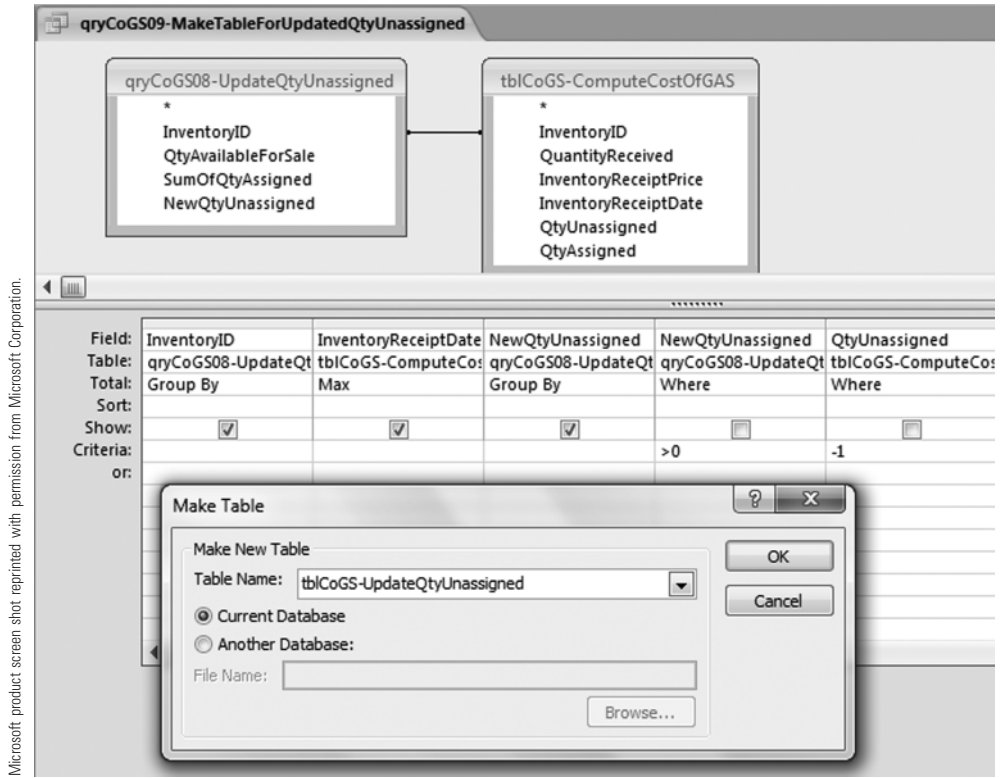 qryCoGS09-MakeTableForUpdatedQtyUnassigned
qryCoGS08-UpdateQtyUnassigned
*
InventoryID
QtyAvailableForSale
SumOfQtyAssigned
NewQtyUnassigned
tblCoGS-ComputeCostOfGAS
*
InventoryID
QuantityReceived
InventoryReceiptPrice
InventoryReceiptDate
QtyUnassigned
QtyAssigned
Field: InventoryID InventoryReceiptDate NewQtyUnassigned NewQtyUnassigned QtyUnassigned
Table: qryCoGS08-UpdateQt tblCoGS-ComputeCos qryCoGS08-UpdateQt qryCoGS08-UpdateQt tblCoGS-ComputeCos
Total: Group By Max Group By Where Where
Sort:
Show:
Criteria: >0 -1
or:
Make Table
Make New Table
Table Name: tblCoGS-UpdateQtyUnassigned
Current Database
Another Database:
File Name:
Browse...
OK
Cancel
Microsoft product screen shot reprinted with permission from Microsoft Corporation.